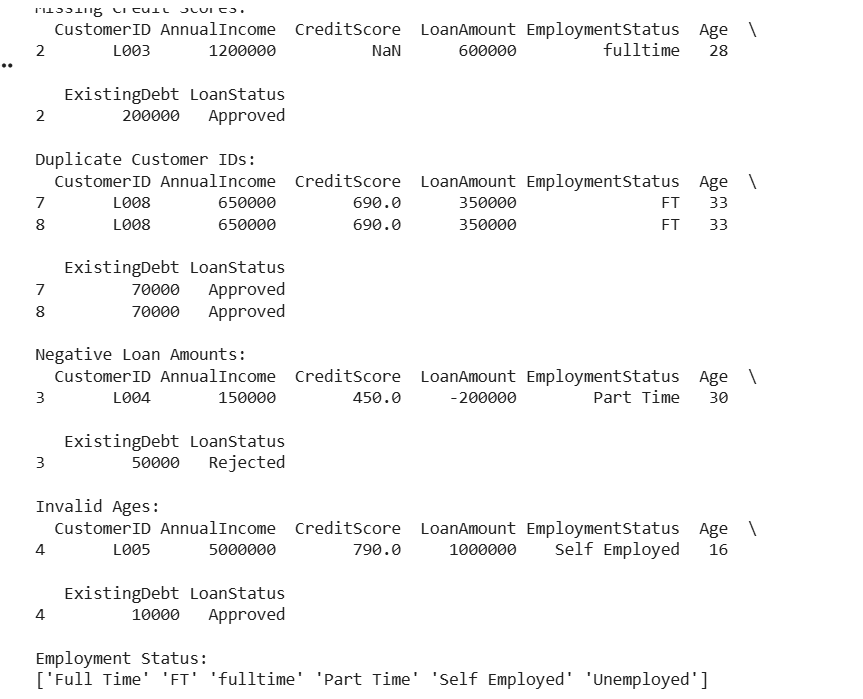 Missing Credit Scores:
CustomerID AnnualIncome CreditScore LoanAmount EmploymentStatus Age \
2 L003 1200000 NaN 600000 fulltime 28
ExistingDebt LoanStatus
2 200000 Approved
Duplicate Customer IDs:
CustomerID AnnualIncome CreditScore LoanAmount EmploymentStatus Age \
7 L008 650000 690.0 350000 FT 33
8 L008 650000 690.0 350000 FT 33
ExistingDebt LoanStatus
7 70000 Approved
8 70000 Approved
Negative Loan Amounts:
CustomerID AnnualIncome CreditScore LoanAmount EmploymentStatus Age \
3 L004 150000 450.0 -200000 Part Time 30
ExistingDebt LoanStatus
3 50000 Rejected
Invalid Ages:
CustomerID AnnualIncome CreditScore LoanAmount EmploymentStatus Age \
4 L005 5000000 790.0 1000000 Self Employed 16
ExistingDebt LoanStatus
4 10000 Approved
Employment Status:
['Full Time' 'FT' 'fulltime' 'Part Time' 'Self Employed' 'Unemployed']